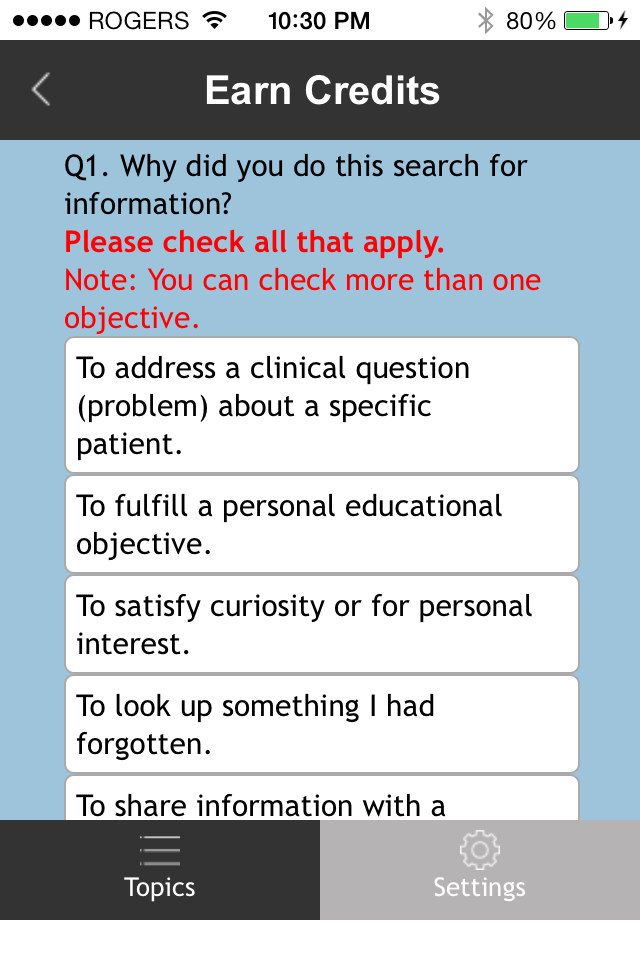 ROGERS 10:30 PM 80%
Earn Credits
Q1. Why did you do this search for
information?
Please check all that apply.
Note: You can check more than one
objective.
To address a clinical question
(problem) about a specific
patient.
To fulfill a personal educational
objective.
To satisfy curiosity or for personal
interest.
To look up something I had
forgotten.
To share information with a
Topics Settings